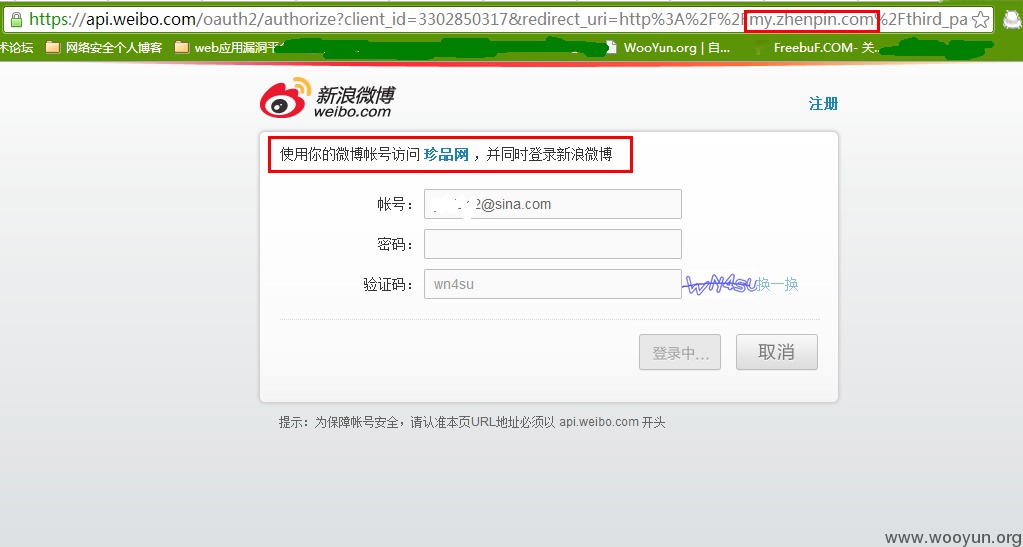 https://api.weibo.com/oauth2/authorize?client_id=3302850317&redirect_uri=http%3A%2F%2Fmy.zhenpin.com%2Fthird_pa
术论坛 网络安全个人博客 web应用漏洞平 WooYun.org | 自... FreebuF.COM- 关...
新浪微博
weibo.com
注册
使用你的微博帐号访问 珍品网 ，并同时登录新浪微博
帐号： 2@sina.com
密码：
验证码： wn4su wN4su 换一换
登录中... 取消
提示：为保障帐号安全，请认准本页URL地址必须以 api.weibo.com 开头
www.wooyun.org